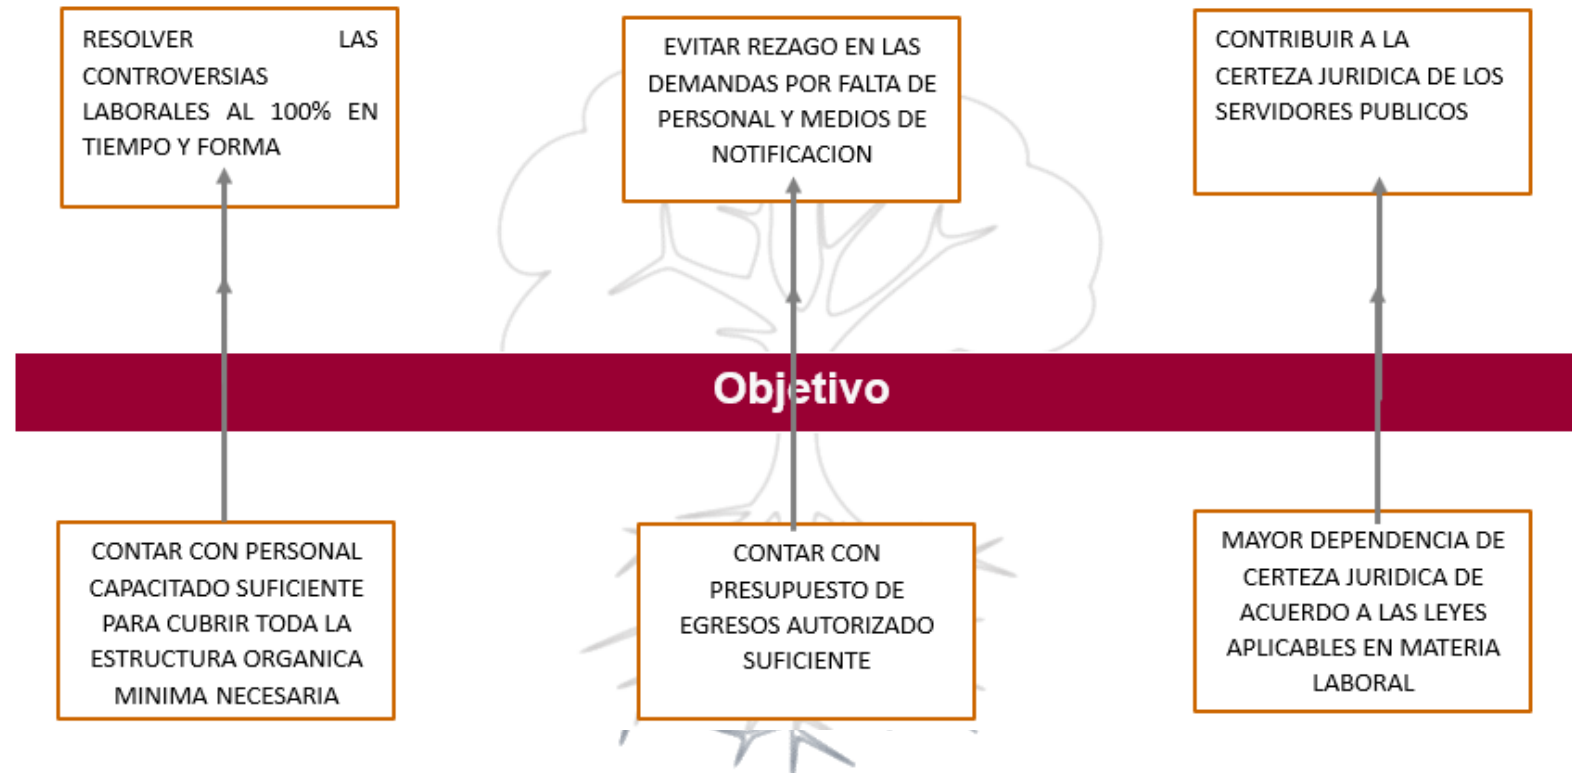 RESOLVER LAS
CONTROVERSIAS
LABORALES AL 100% EN
TIEMPO Y FORMA
EVITAR REZAGO EN LAS
DEMANDAS POR FALTA DE
PERSONAL Y MEDIOS DE
NOTIFICACION
CONTRIBUIR A LA
CERTEZA JURIDICA DE LOS
SERVIDORES PUBLICOS
Objetivo
CONTAR CON PERSONAL
CAPACITADO SUFICIENTE
PARA CUBRIR TODA LA
ESTRUCTURA ORGANICA
MINIMA NECESARIA
CONTAR CON
PRESUPUESTO DE
EGRESOS AUTORIZADO
SUFICIENTE
MAYOR DEPENDENCIA DE
CERTEZA JURIDICA DE
ACUERDO A LAS LEYES
APLICABLES EN MATERIA
LABORAL